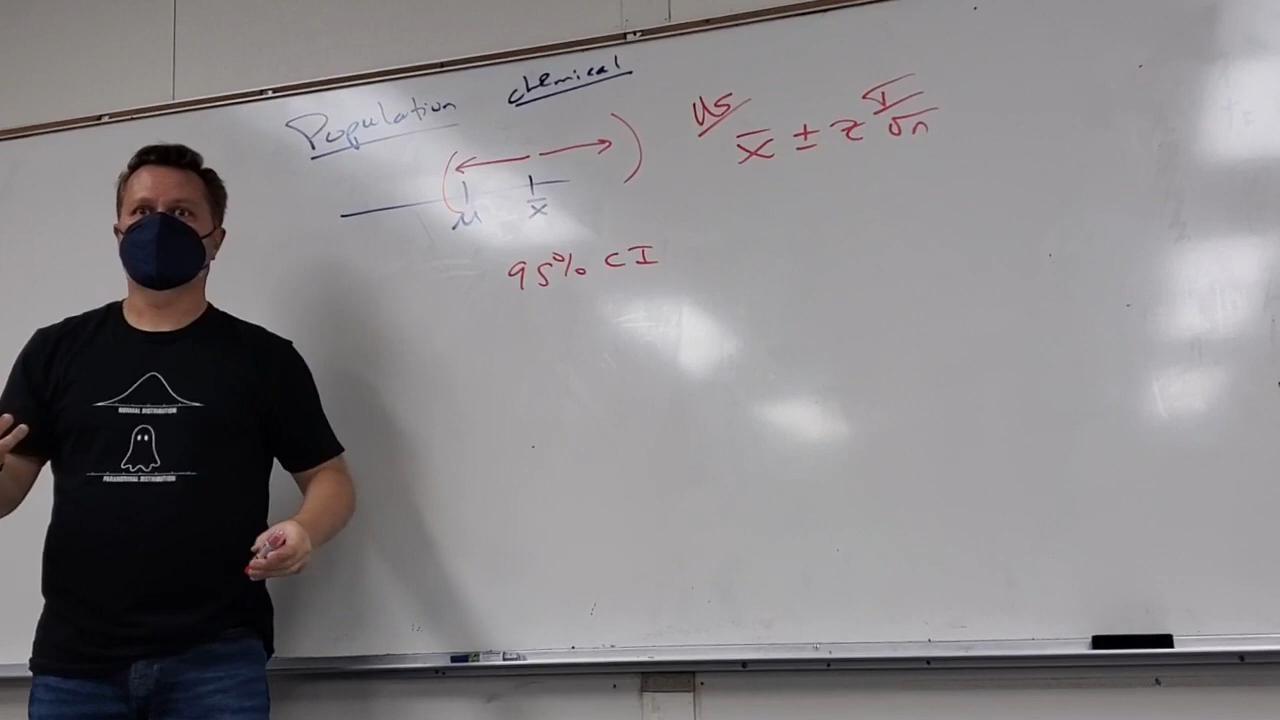 Population chemical
us
x̄ ± z σ/√n
μ x̄
95% CI
NORMAL DISTRIBUTION
PARANORMAL DISTRIBUTION